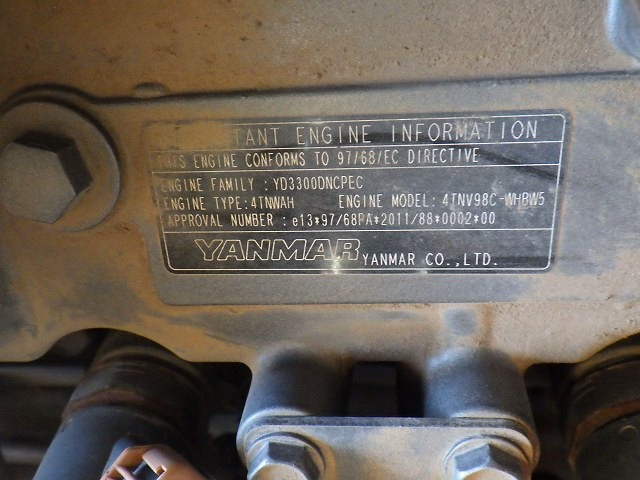 IMPORTANT ENGINE INFORMATION
THIS ENGINE CONFORMS TO 97/68/EC DIRECTIVE
ENGINE FAMILY : YD3300DNCPEC
ENGINE TYPE:4TNWAH ENGINE MODEL: 4TNV98C-WHBW5
APPROVAL NUMBER : e13*97/68PA*2011/88*0002*00
YANMAR YANMAR CO.,LTD.